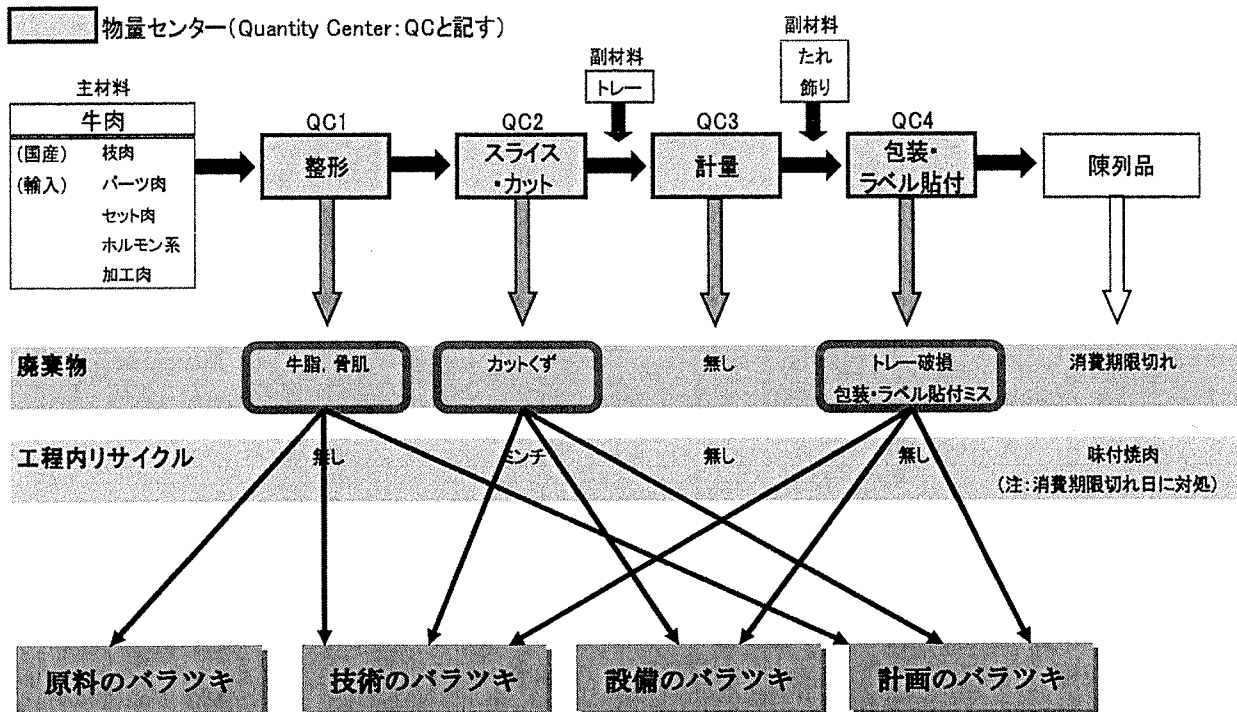 物量センター(Quantity Center:QCと記す)
副材料
トレー
副材料
たれ
飾り
主材料
牛肉
(国産) 枝肉
(輸入) パーツ肉
セット肉
ホルモン系
加工肉
QC1
整形
QC2
スライス
・カット
QC3
計量
QC4
包装・
ラベル貼付
陳列品
廃棄物
牛脂, 骨肌
カットくず
無し
トレー破損
包装・ラベル貼付ミス
消費期限切れ
工程内リサイクル
無し
ミンチ
無し
無し
味付焼肉
(注:消費期限切れ日に対処)
原料のバラツキ
技術のバラツキ
設備のバラツキ
計画のバラツキ